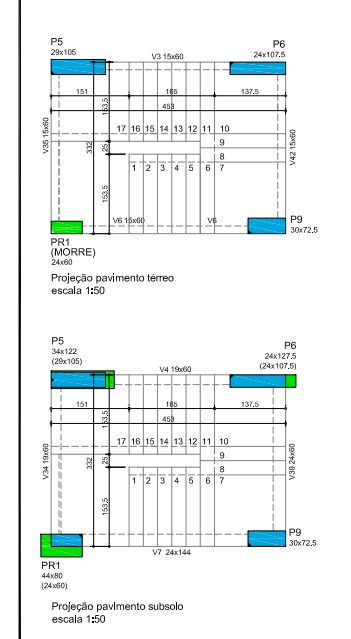 P5
29x105
V3 15x60
P6
24x107.5
151
165
137.5
453
153,5
V35 15x60
332
25
17 16 15 14 13 12 11 10
9
8
1 2 3 4 5 6 7
V42 15x60
153,5
V6 15x60
V6
P9
30x72.5
PR1
(MORRE)
24x60
Projeção pavimento térreo
escala 1:50
P5
34x122
(29x105)
V4 19x60
P6
24x127.5
(24x107.5)
151
165
137.5
453
153,5
V34 19x60
332
25
17 16 15 14 13 12 11 10
9
8
1 2 3 4 5 6 7
V39 24x60
153,5
V7 24x144
P9
30x72.5
PR1
44x80
(24x60)
Projeção pavimento subsolo
escala 1:50